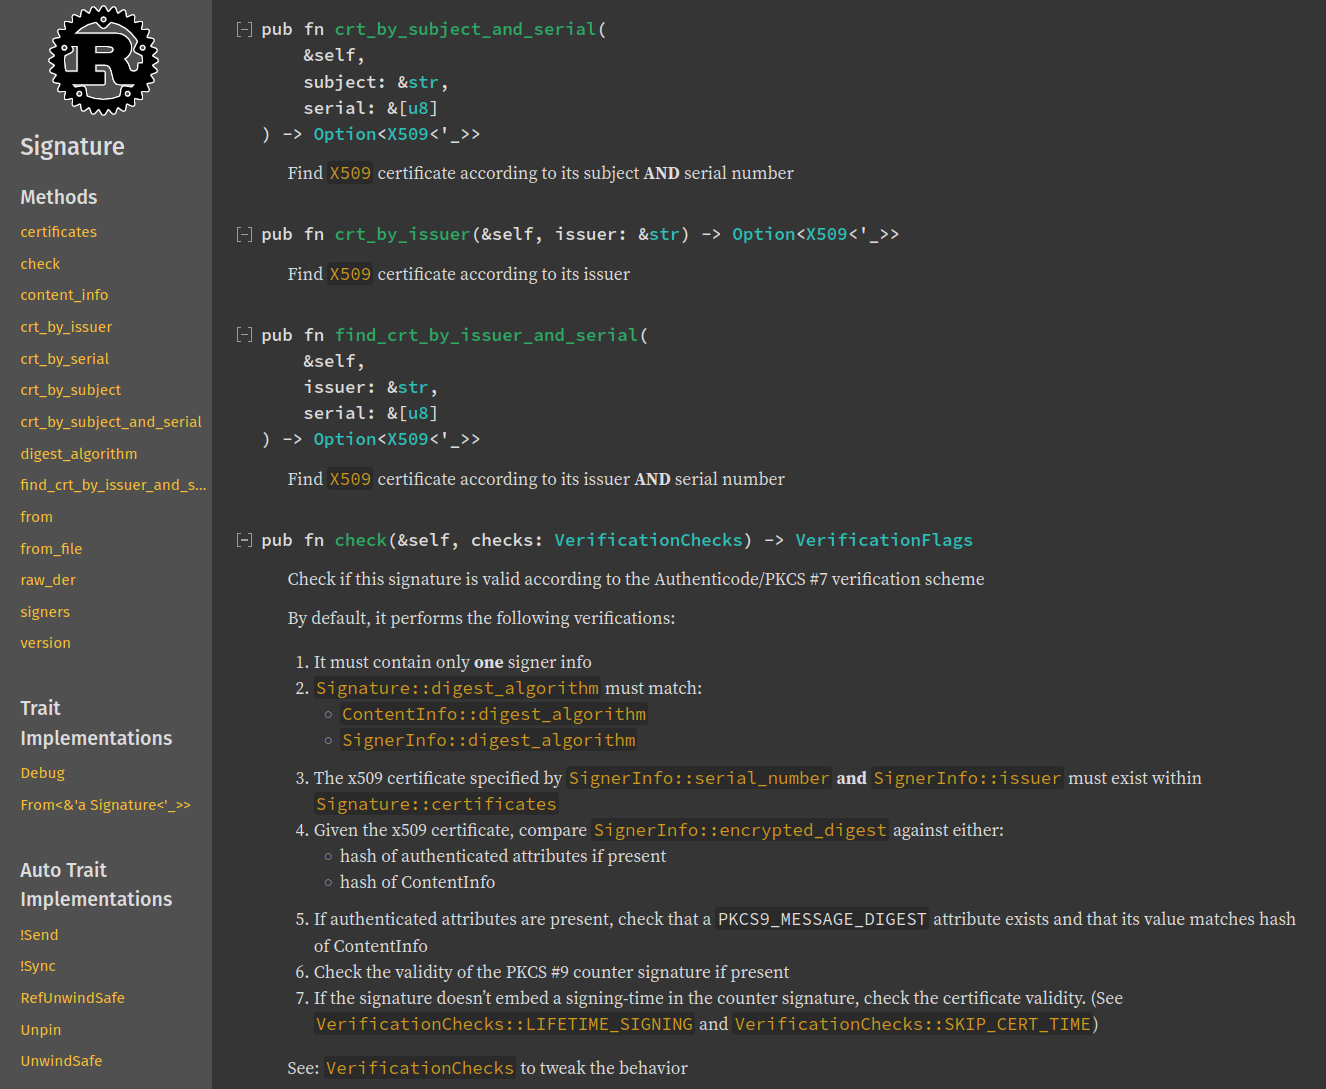 R
Signature
Methods
certificates
check
content_info
crt_by_issuer
crt_by_serial
crt_by_subject
crt_by_subject_and_serial
digest_algorithm
find_crt_by_issuer_and_s...
from
from_file
raw_der
signers
version
Trait
Implementations
Debug
From<&'a Signature<'_>>
Auto Trait
Implementations
!Send
!Sync
RefUnwindSafe
Unpin
UnwindSafe
[-] pub fn crt_by_subject_and_serial(
&self,
subject: &str,
serial: &[u8]
) -> Option<X509<'_>>
Find X509 certificate according to its subject AND serial number
[-] pub fn crt_by_issuer(&self, issuer: &str) -> Option<X509<'_>>
Find X509 certificate according to its issuer
[-] pub fn find_crt_by_issuer_and_serial(
&self,
issuer: &str,
serial: &[u8]
) -> Option<X509<'_>>
Find X509 certificate according to its issuer AND serial number
[-] pub fn check(&self, checks: VerificationChecks) -> VerificationFlags
Check if this signature is valid according to the Authenticode/PKCS #7 verification scheme
By default, it performs the following verifications:
1. It must contain only one signer info
2. Signature::digest_algorithm must match:
○ ContentInfo::digest_algorithm
○ SignerInfo::digest_algorithm
3. The x509 certificate specified by SignerInfo::serial_number and SignerInfo::issuer must exist within
Signature::certificates
4. Given the x509 certificate, compare SignerInfo::encrypted_digest against either:
○ hash of authenticated attributes if present
○ hash of ContentInfo
5. If authenticated attributes are present, check that a PKCS9_MESSAGE_DIGEST attribute exists and that its value matches hash
of ContentInfo
6. Check the validity of the PKCS #9 counter signature if present
7. If the signature doesn’t embed a signing-time in the counter signature, check the certificate validity. (See
VerificationChecks::LIFETIME_SIGNING and VerificationChecks::SKIP_CERT_TIME)
See: VerificationChecks to tweak the behavior